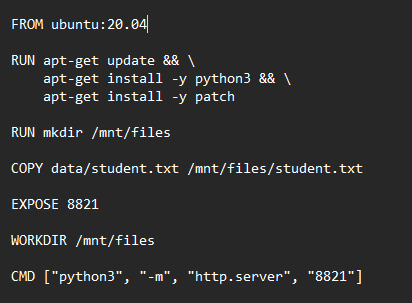 FROM ubuntu:20.04
RUN apt-get update && \
apt-get install -y python3 && \
apt-get install -y patch
RUN mkdir /mnt/files
COPY data/student.txt /mnt/files/student.txt
EXPOSE 8821
WORKDIR /mnt/files
CMD ["python3", "-m", "http.server", "8821"]